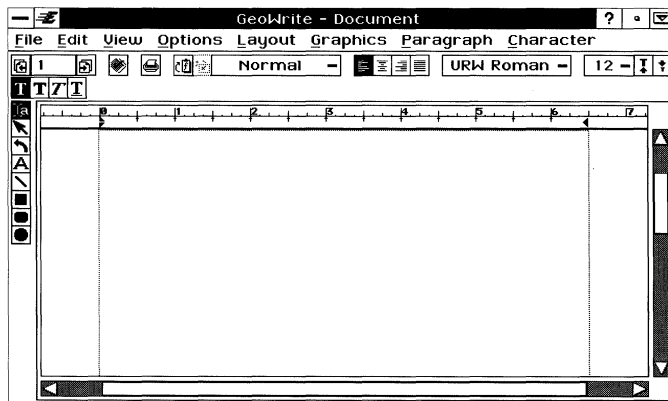 GeoWrite - Document ?
File Edit View Options Layout Graphics Paragraph Character
1 Normal URW Roman 12
T T T T
Ta 0 1 2 3 4 5 6 7
A